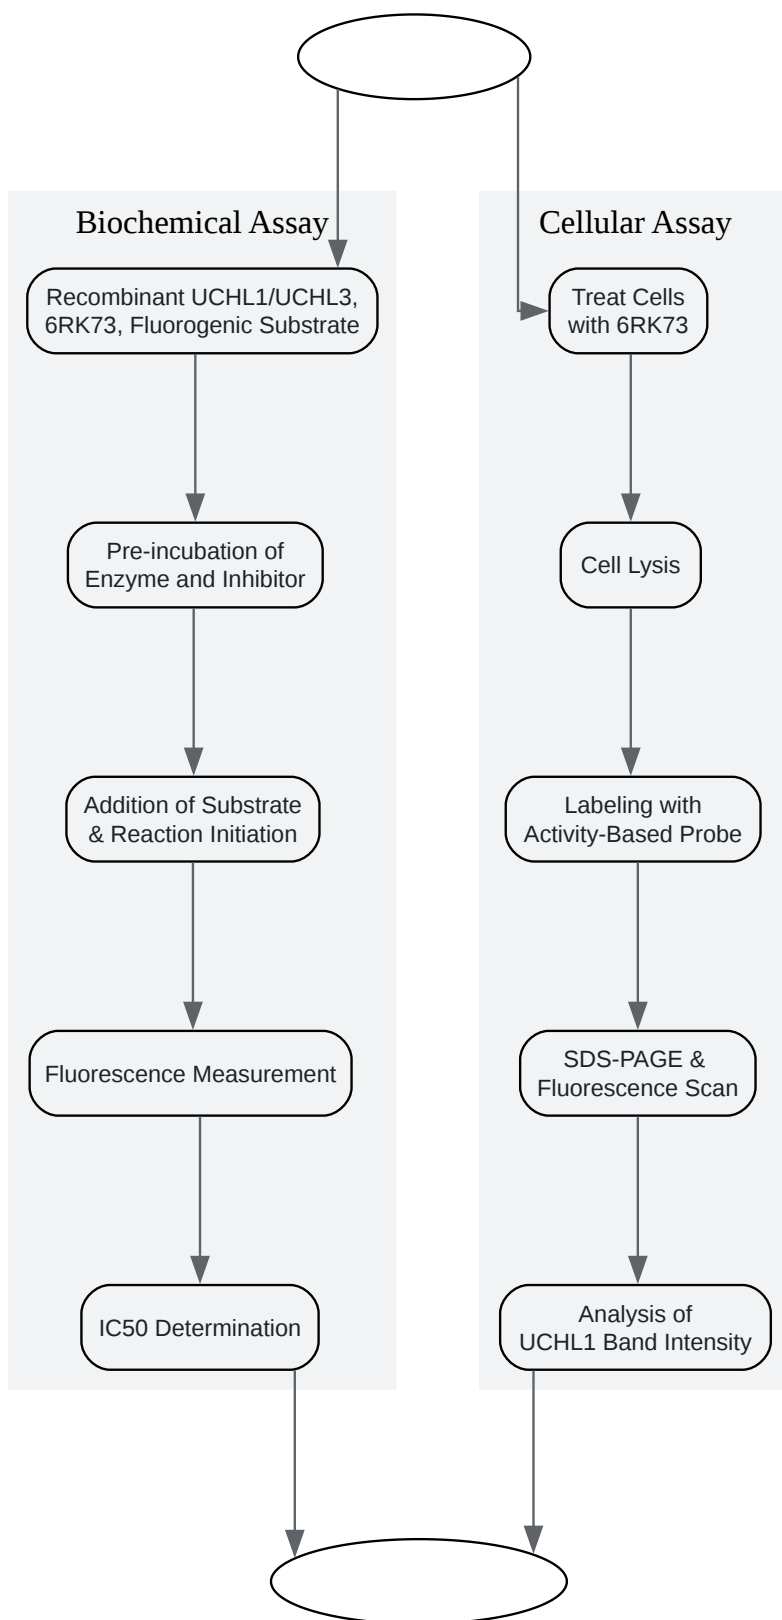 Biochemical Assay
Recombinant UCHL1/UCHL3,
6RK73, Fluorogenic Substrate
Pre-incubation of
Enzyme and Inhibitor
Addition of Substrate
& Reaction Initiation
Fluorescence Measurement
IC50 Determination
Cellular Assay
Treat Cells
with 6RK73
Cell Lysis
Labeling with
Activity-Based Probe
SDS-PAGE &
Fluorescence Scan
Analysis of
UCHL1 Band Intensity